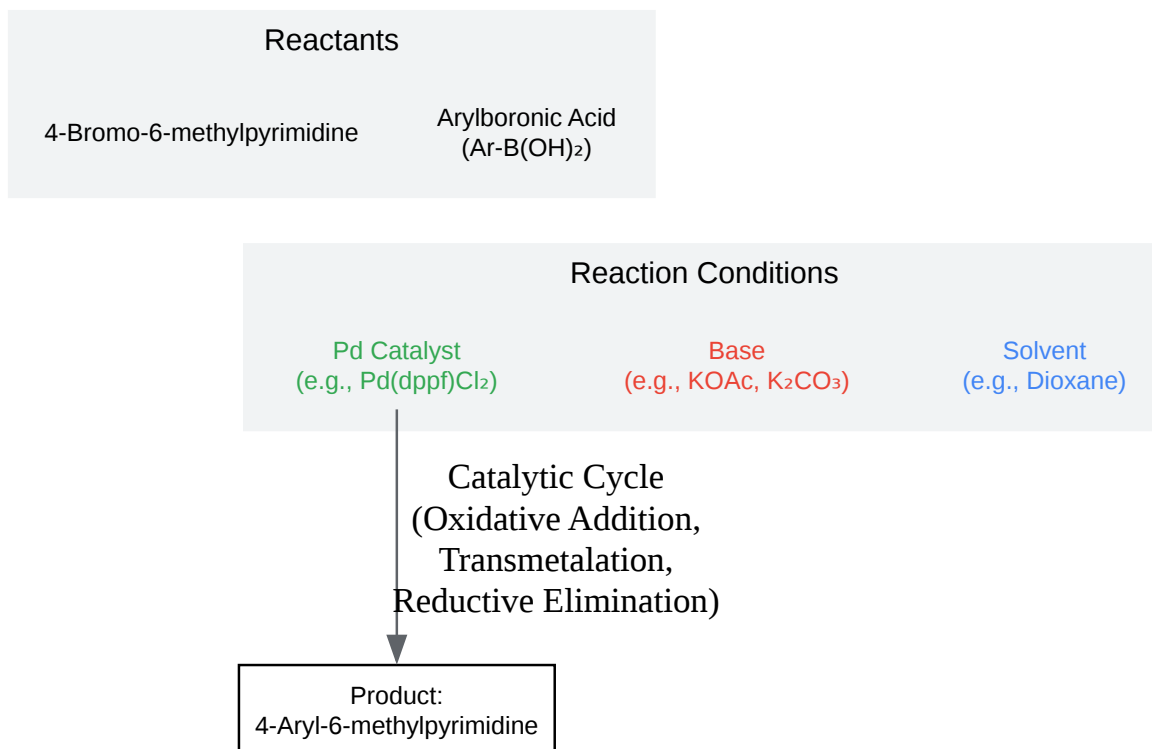 Reactants
4-Bromo-6-methylpyrimidine
Arylboronic Acid
(Ar-B(OH)₂)
Reaction Conditions
Pd Catalyst
(e.g., Pd(dppf)Cl₂)
Base
(e.g., KOAc, K₂CO₃)
Solvent
(e.g., Dioxane)
Catalytic Cycle
(Oxidative Addition,
Transmetalation,
Reductive Elimination)
Product:
4-Aryl-6-methylpyrimidine